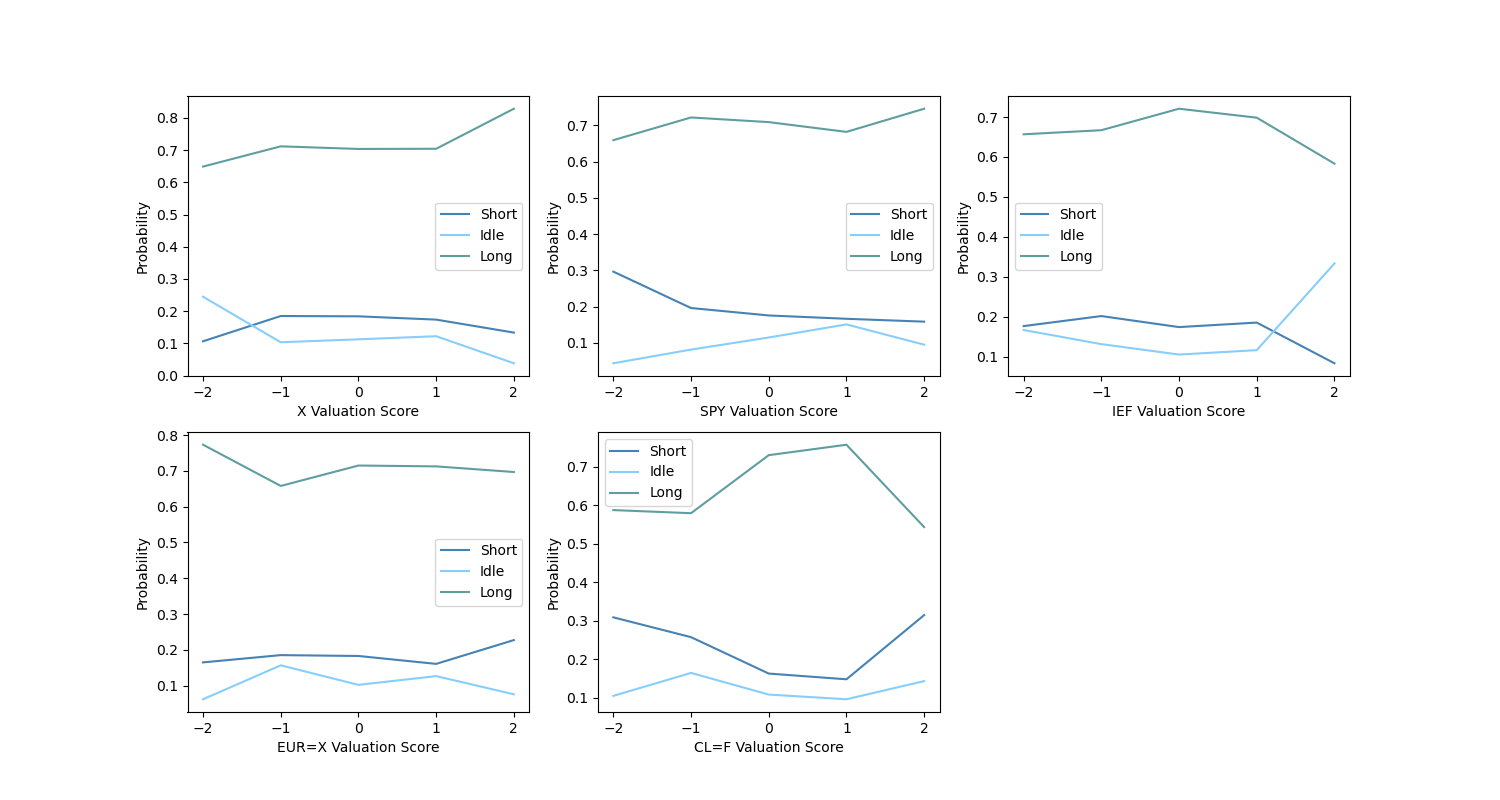 0.8
0.7
0.6
0.5
0.4
0.3
0.2
0.1
0.0
Probability
Short
Idle
Long
−2 −1 0 1 2
X Valuation Score
0.7
0.6
0.5
0.4
0.3
0.2
0.1
Probability
Short
Idle
Long
−2 −1 0 1 2
SPY Valuation Score
0.7
0.6
0.5
0.4
0.3
0.2
0.1
Probability
Short
Idle
Long
−2 −1 0 1 2
IEF Valuation Score
0.8
0.7
0.6
0.5
0.4
0.3
0.2
0.1
Probability
Short
Idle
Long
−2 −1 0 1 2
EUR=X Valuation Score
0.7
0.6
0.5
0.4
0.3
0.2
0.1
Probability
Short
Idle
Long
−2 −1 0 1 2
CL=F Valuation Score